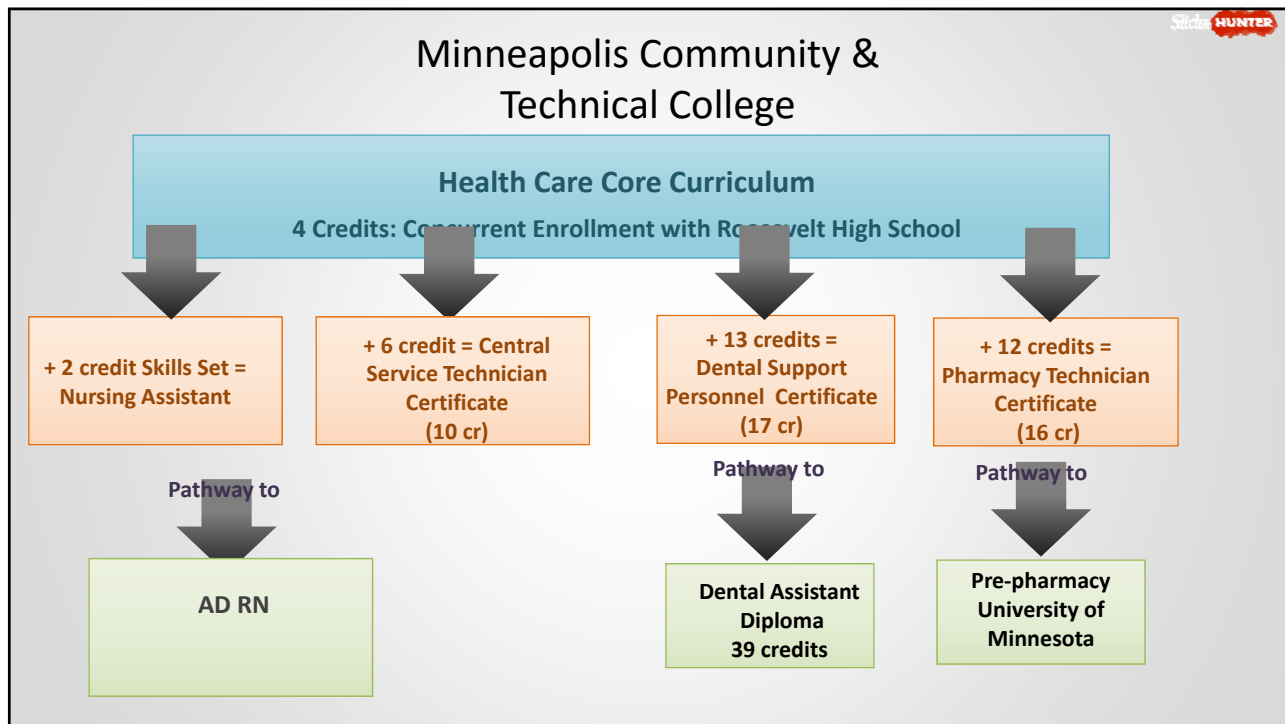 Slide HUNTER
Minneapolis Community &
Technical College
Health Care Core Curriculum
4 Credits: Concurrent Enrollment with Roosevelt High School
+ 2 credit Skills Set =
Nursing Assistant
+ 6 credit = Central
Service Technician
Certificate
(10 cr)
+ 13 credits =
Dental Support
Personnel Certificate
(17 cr)
+ 12 credits =
Pharmacy Technician
Certificate
(16 cr)
Pathway to
Pathway to
Pathway to
AD RN
Dental Assistant
Diploma
39 credits
Pre-pharmacy
University of
Minnesota